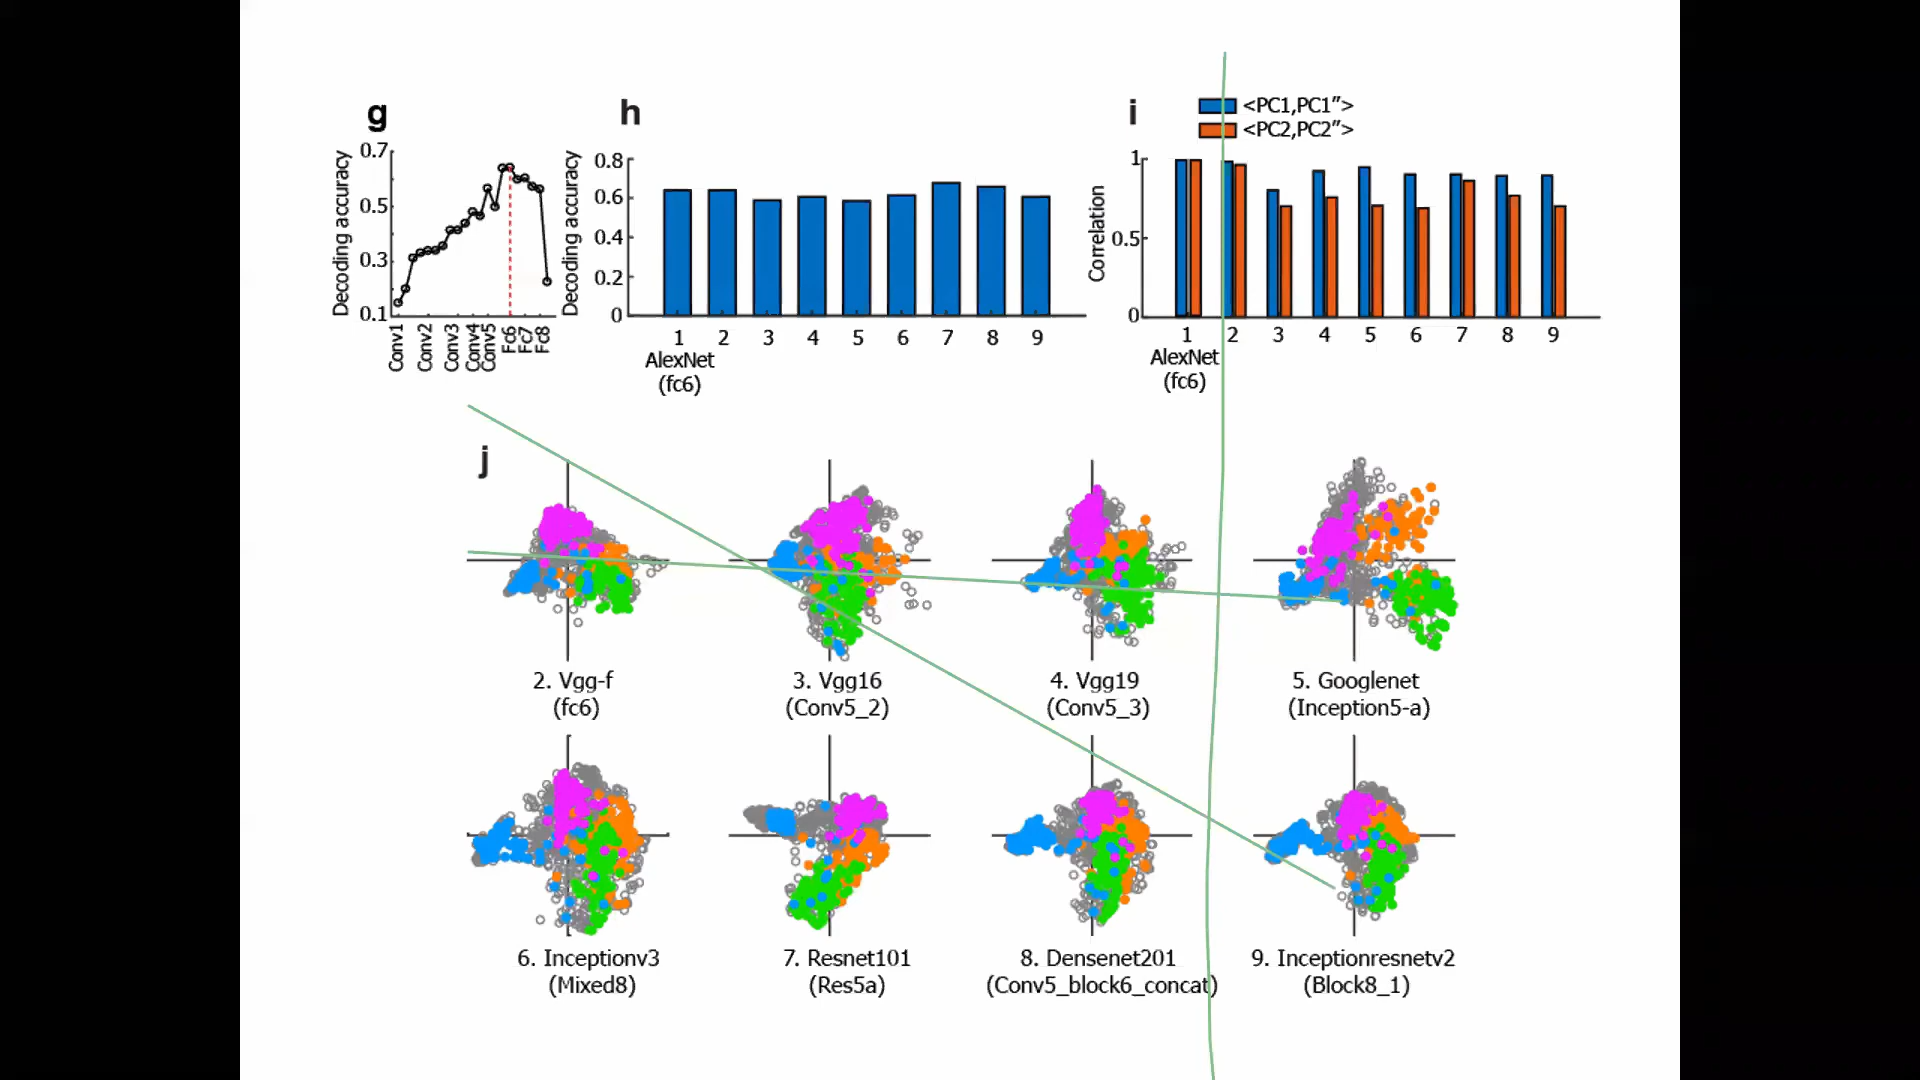 g
Decoding accuracy
0.7
0.5
0.3
0.1
Conv1
Conv2
Conv3
Conv4
Conv5
Fc6
Fc7
Fc8
h
Decoding accuracy
0.8
0.6
0.4
0.2
0
1 2 3 4 5 6 7 8 9
AlexNet
(fc6)
i
<PC1,PC1″>
<PC2,PC2″>
Correlation
1
0.5
0
1 2 3 4 5 6 7 8 9
AlexNet
(fc6)
j
2. Vgg-f
(fc6)
3. Vgg16
(Conv5_2)
4. Vgg19
(Conv5_3)
5. Googlenet
(Inception5-a)
6. Inceptionv3
(Mixed8)
7. Resnet101
(Res5a)
8. Densenet201
(Conv5_block6_concat)
9. Inceptionresnetv2
(Block8_1)